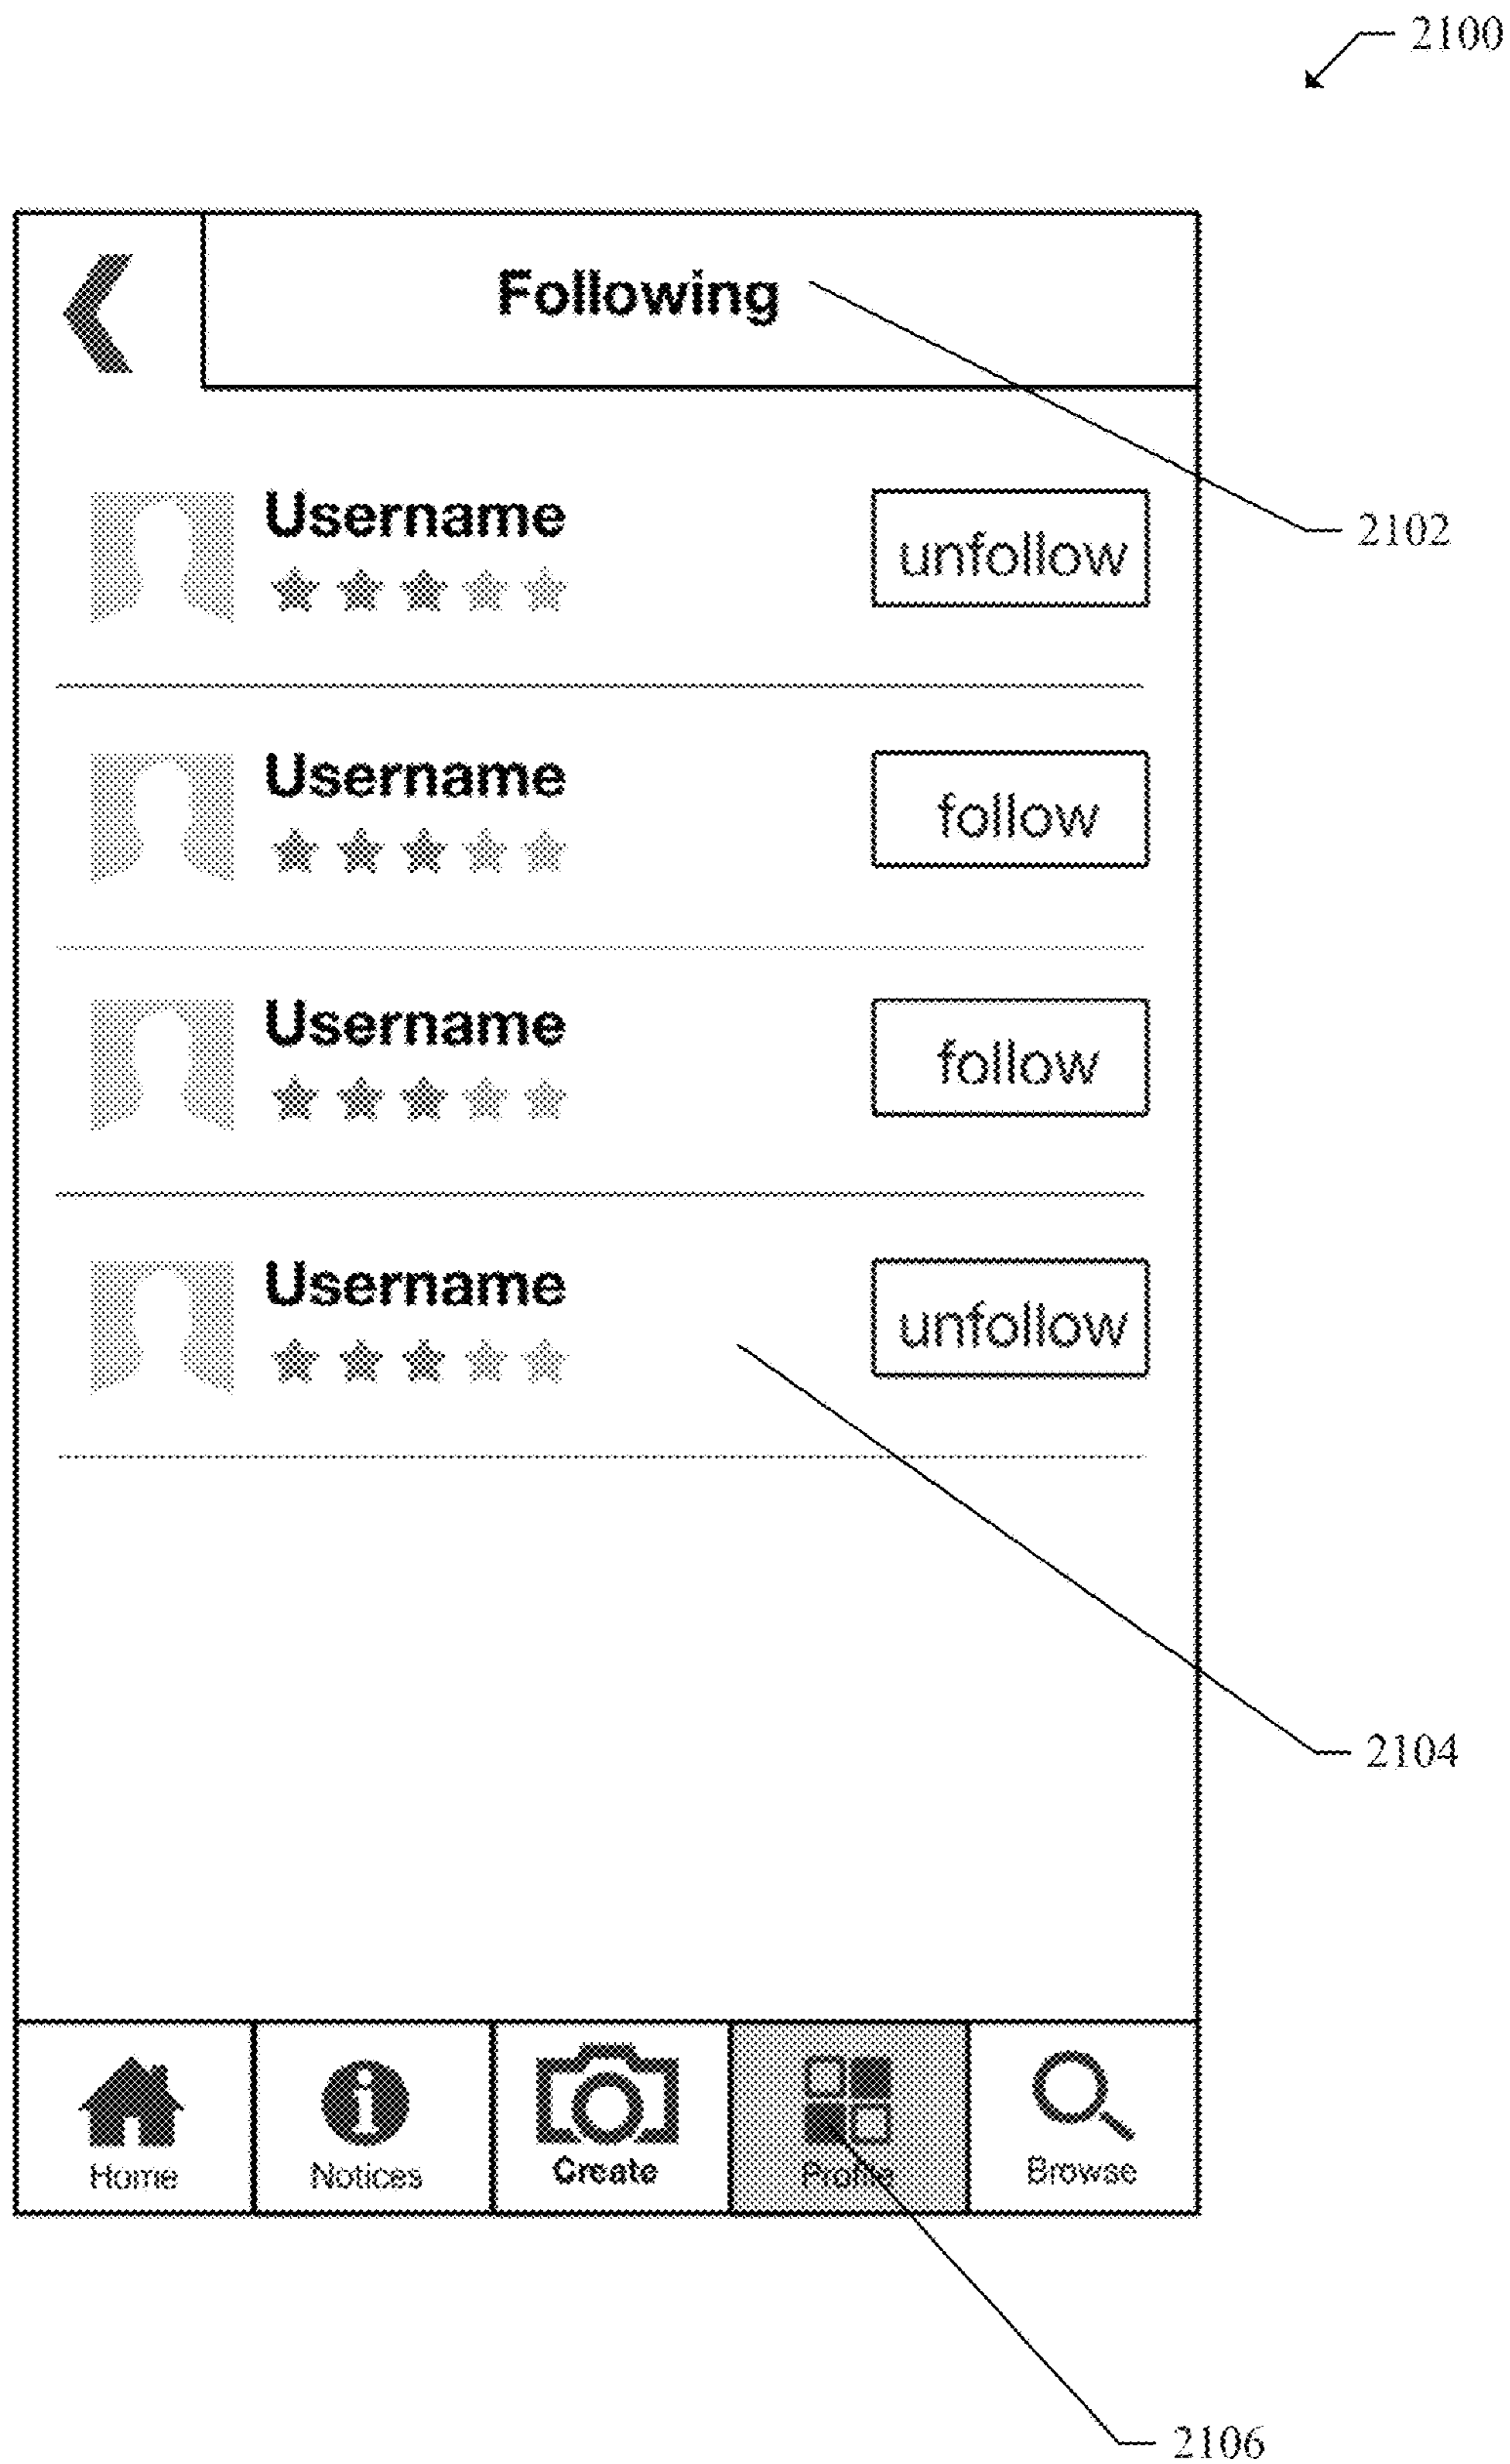 2100
Following
2102
Username
unfollow
Username
follow
Username
follow
Username
unfollow
2104
Home
Notices
Create
Profile
Browse
2106